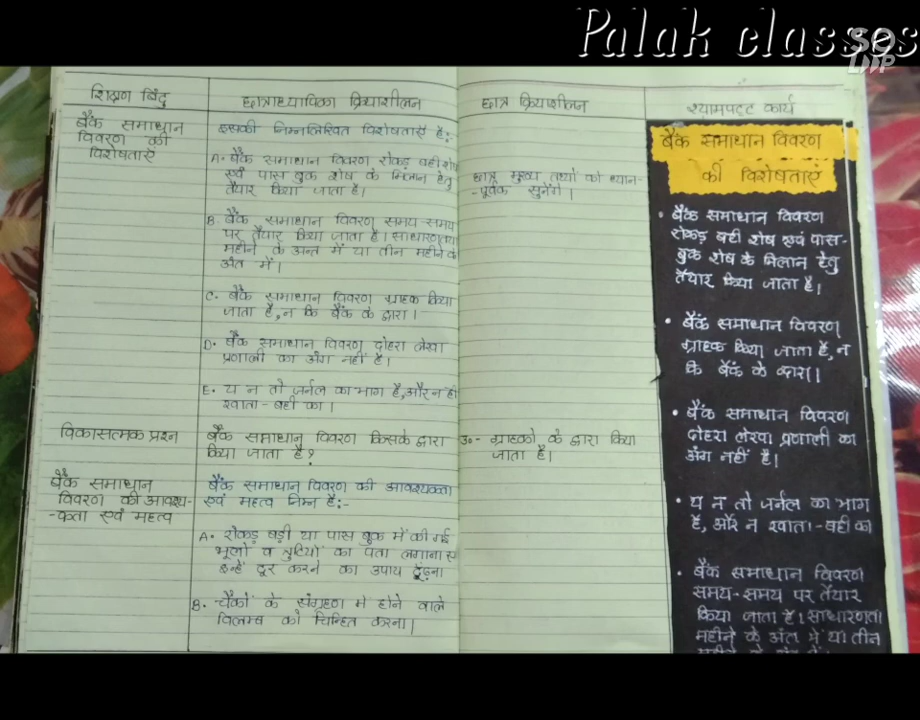 Palak classes
SO
LOOP
शिक्षण बिंदु
छात्राध्यापिका क्रियाशीलन
छात्र क्रियाशीलन
श्यामपट्ट कार्य
बैंक समाधान
विवरण की
विशेषताएँ
इसकी निम्नलिखित विशेषताएँ है:-
A. बैंक समाधान विवरण रोकड़ बही शेष
एवं पास बुक शेष के मिलान हेतु
तैयार किया जाता है।
B. बैंक समाधान विवरण समय-समय
पर तैयार किया जाता है। साधारणतया
महीने के अन्त में या तीन महीने के
अंत में।
C. बैंक समाधान विवरण ग्राहक किया
जाता है, न कि बैंक के द्वारा।
D. बैंक समाधान विवरण दोहरा लेखा
प्रणाली का अंग नहीं है।
E. य न तो जर्नल का भाग है, और न ही
खाता-बही का।
छात्र मुख्य तथ्यों को ध्यान-
-पूर्वक सुनेंगे।
विकासत्मक प्रश्न
बैंक समाधान विवरण किसके द्वारा
किया जाता है?
उ०- ग्राहकों के द्वारा किया
जाता है।
बैंक समाधान
विवरण की आवश्य-
-कता एवं महत्व
बैंक समाधान विवरण की आवश्यकता
एवं महत्व निम्न है:-
A. रोकड़ बही या पास बुक में की गई
भूलों व त्रुटियों का पता लगाना एवं
इन्हें दूर करने का उपाय ढूँढ़ना
B. चैकों के संग्रहण में होने वाले
विलम्ब को चिन्हित करना।
बैंक समाधान विवरण
की विशेषताएं
• बैंक समाधान विवरण
रोकड़ बही शेष एवं पास-
बुक शेष के मिलान हेतु
तैयार किया जाता है।
• बैंक समाधान विवरण
ग्राहक किया जाता है, न
कि बैंक के द्वारा।
• बैंक समाधान विवरण
दोहरा लेखा प्रणाली का
अंग नहीं है।
• य न तो जर्नल का भाग
है, और न खाता-बही का
• बैंक समाधान विवरण
समय-समय पर तैयार
किया जाता है। साधारणतः
महीने के अंत में या तीन